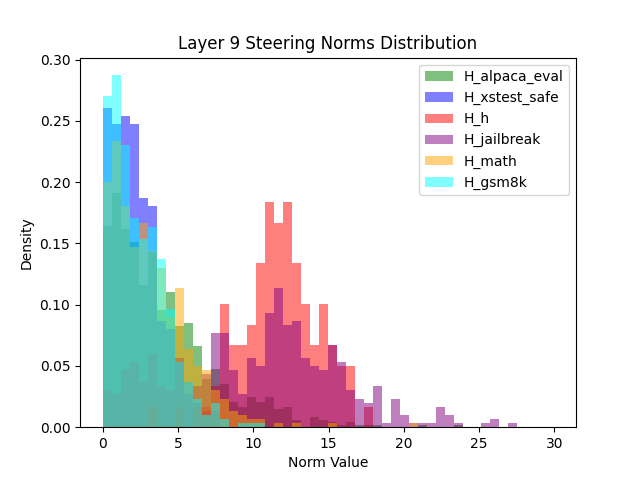 Layer 9 Steering Norms Distribution
0.30
0.25
0.20
0.15
0.10
0.05
0.00
Density
0
5
10
15
20
25
30
Norm Value
H_alpaca_eval
H_xstest_safe
H_h
H_jailbreak
H_math
H_gsm8k